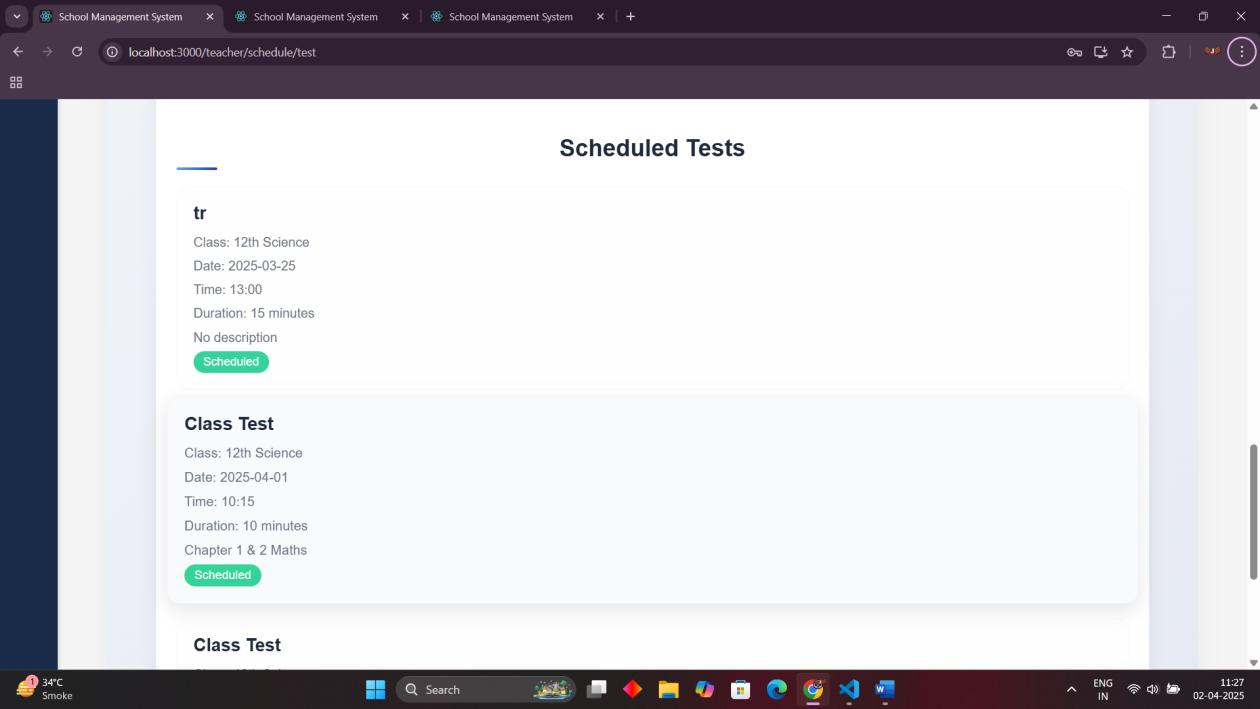 School Management System
School Management System
School Management System
localhost:3000/teacher/schedule/test
Scheduled Tests
tr
Class: 12th Science
Date: 2025-03-25
Time: 13:00
Duration: 15 minutes
No description
Scheduled
Class Test
Class: 12th Science
Date: 2025-04-01
Time: 10:15
Duration: 10 minutes
Chapter 1 & 2 Maths
Scheduled
Class Test
1
34°C
Smoke
Search
ENG
IN
11:27
02-04-2025